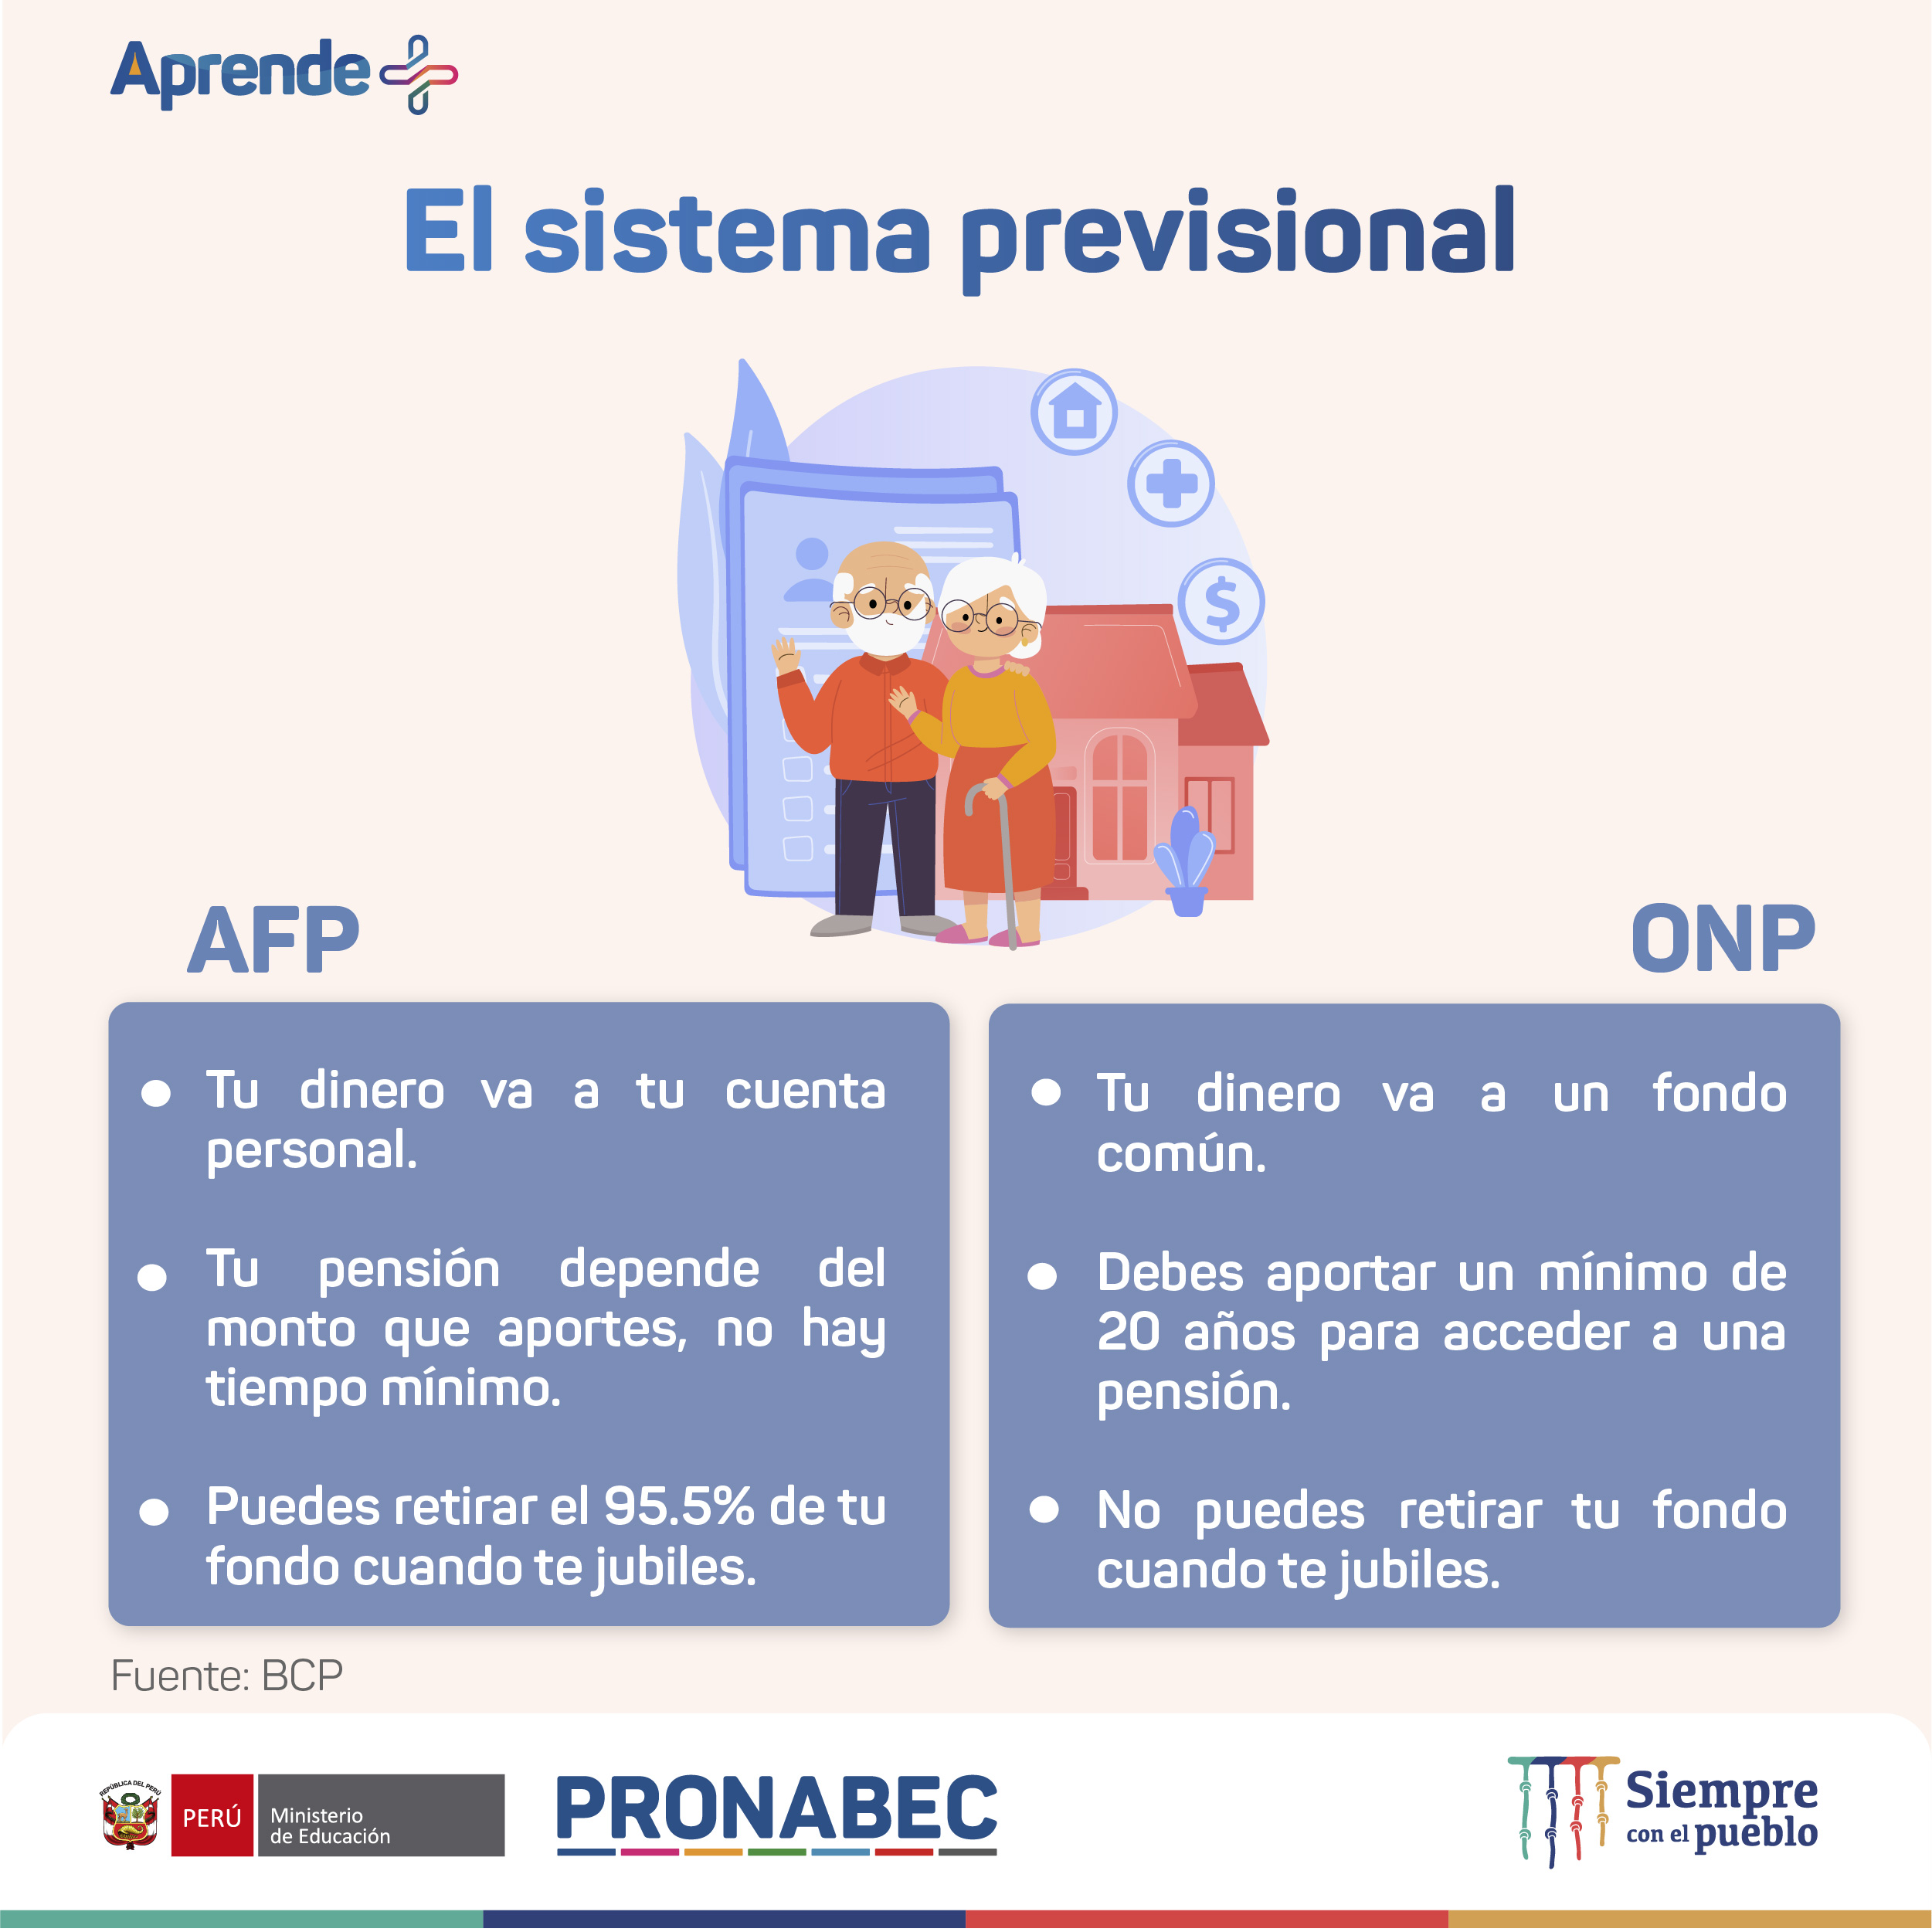 Aprende
El sistema previsional
$
AFP
Tu dinero va a tu cuenta
personal.
Tu pensión depende del
monto que aportes, no hay
tiempo mínimo.
Puedes retirar el 95.5% de tu
fondo cuando te jubiles.
ONP
Tu dinero va a un fondo
común.
Debes aportar un mínimo de
20 años para acceder a una
pensión.
No puedes retirar tu fondo
cuando te jubiles.
Fuente: BCP
REPÚBLICA DEL PERÚ
PERÚ
Ministerio
de Educación
PRONABEC
Siempre
con el pueblo